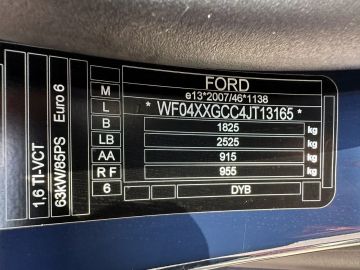 FORD
M e13*2007/46*1138
L * WF04XXGCC4JT13165 *
B 1825 kg
LB 2525 kg
AA 915 kg
R F 955 kg
6 DYB
1,6 TI-VCT
63kW/85PS Euro 6